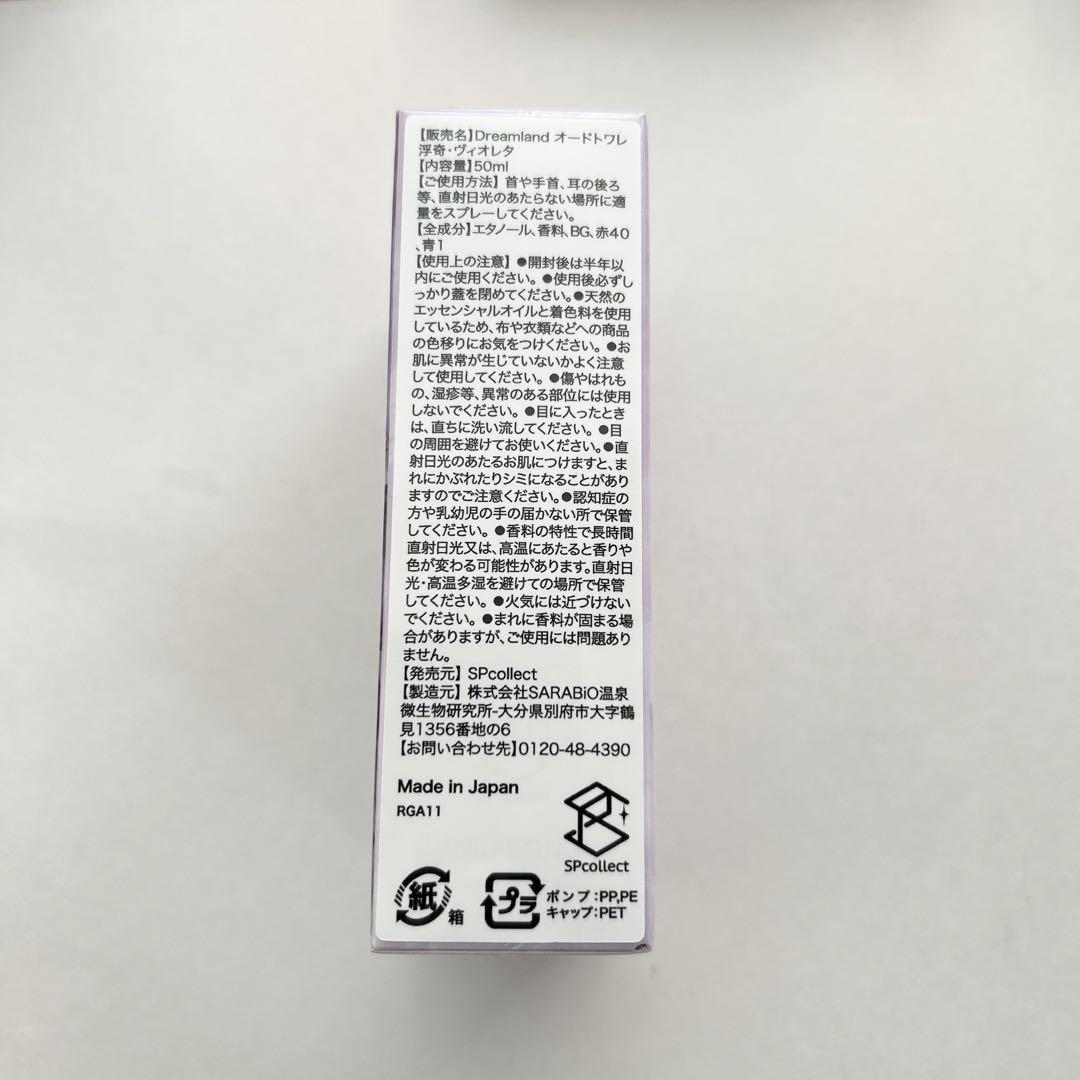 【販売名】Dreamland オードトワレ
浮奇・ヴィオレタ
【内容量】50ml
【ご使用方法】 首や手首、耳の後ろ
等、直射日光のあたらない場所に適
量をスプレーしてください。
【全成分】エタノール、香料、BG、赤40
、青1
【使用上の注意】 ●開封後は半年以
内にご使用ください。 ●使用後必ずし
っかり蓋を閉めてください。●天然の
エッセンシャルオイルと着色料を使用
しているため、布や衣類などへの商品
の色移りにお気をつけください。 ●お
肌に異常が生じていないかよく注意
して使用してください。 ●傷やはれも
の、湿疹等、異常のある部位には使用
しないでください。 ●目に入ったとき
は、直ちに洗い流してください。 ●目
の周囲を避けてお使いください。●直
射日光のあたるお肌につけますと、ま
れにかぶれたりシミになることがあり
ますのでご注意ください。●認知症の
方や乳幼児の手の届かない所で保管
してください。 ●香料の特性で長時間
直射日光又は、高温にあたると香りや
色が変わる可能性があります。直射日
光・高温多湿を避けての場所で保管
してください。 ●火気には近づけない
でください。 ●まれに香料が固まる場
合がありますが、ご使用には問題あり
ません。
【発売元】 SPcollect
【製造元】 株式会社SARABiO温泉
微生物研究所-大分県別府市大字鶴
見1356番地の6
【お問い合わせ先】0120-48-4390
Made in Japan
RGA11
SPcollect
紙 箱
プラ ポンプ:PP,PE
キャップ:PET